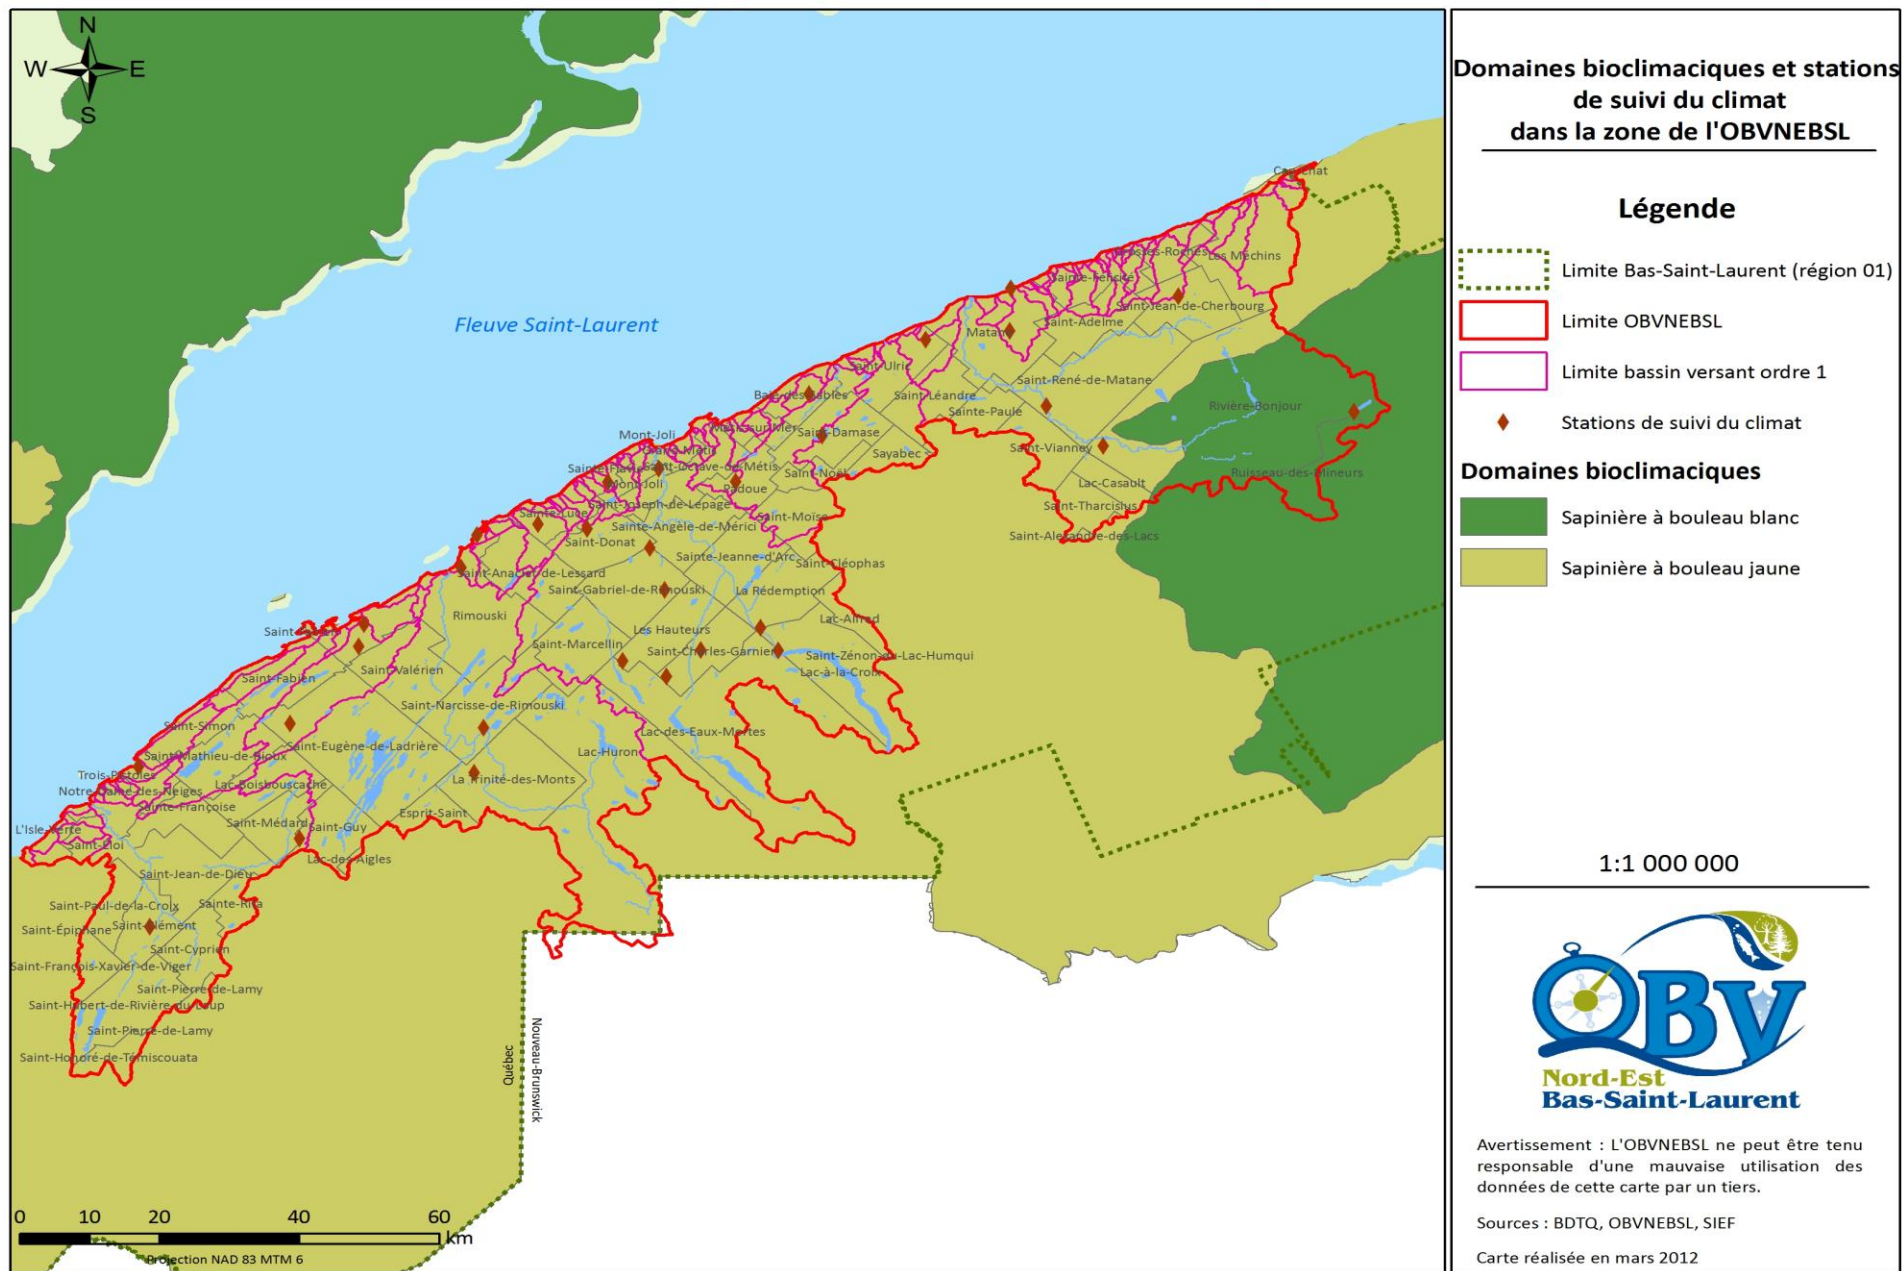 N
W E
S
Fleuve Saint-Laurent
Les Méchins
Sainte-Félicité
Saint-Jean-de-Cherbourg
Saint-Adelme
Saint-Ulric
Saint-René-de-Matane
Saint-Léandre
Rivière-Bonjour
Sainte-Paule
Saint-Damase
Mont-Joli
Saint-Vianney
Sayabec
Saint-Octave-de-Métis
Saint-Noël
Ruisseau-des-Mineurs
Mont-Joli
Padoue
Lac-Casault
Saint-Joseph-de-Lepage
Saint-Tharcisius
Sainte-Luce
Saint-Moïse
Sainte-Angèle-de-Mérici
Saint-Alexandre-des-Lacs
Saint-Donat
Sainte-Jeanne-d'Arc
Saint-Cléophas
Saint-Anaclet-de-Lessard
Saint-Gabriel-de-Rimouski
La Rédemption
Rimouski
Lac-Alfred
Les Hauteurs
Saint-Marcellin
Saint-Charles-Garnier
Saint-Zénon-du-Lac-Humqui
Saint-Valérien
Lac-à-la-Croix
Saint-Fabien
Saint-Narcisse-de-Rimouski
Saint-Simon
Lac-des-Eaux-Mortes
Saint-Eugène-de-Ladrière
Lac-Huron
Saint-Mathieu-de-Rioux
Trois-Pistoles
La Trinité-des-Monts
Lac-Boisbouscache
Notre-Dame-des-Neiges
Sainte-Françoise
Esprit-Saint
Saint-Médard
Saint-Guy
L'Isle-Verte
Saint-Éloi
Lac-des-Aigles
Saint-Jean-de-Dieu
Saint-Paul-de-la-Croix
Sainte-Rita
Saint-Épiphane
Saint-Clément
Saint-Cyprien
Saint-François-Xavier-de-Viger
Saint-Pierre-de-Lamy
Saint-Hubert-de-Rivière-du-Loup
Saint-Pierre-de-Lamy
Saint-Honoré-de-Témiscouata
Québec
Nouveau-Brunswick
0 10 20 40 60
km
Projection NAD 83 MTM 6
Domaines bioclimaciques et stations
de suivi du climat
dans la zone de l'OBVNEBSL
Légende
Limite Bas-Saint-Laurent (région 01)
Limite OBVNEBSL
Limite bassin versant ordre 1
Stations de suivi du climat
Domaines bioclimaciques
Sapinière à bouleau blanc
Sapinière à bouleau jaune
1:1 000 000
OBV
Nord-Est
Bas-Saint-Laurent
Avertissement : L'OBVNEBSL ne peut être tenu
responsable d'une mauvaise utilisation des
données de cette carte par un tiers.
Sources : BDTQ, OBVNEBSL, SIEF
Carte réalisée en mars 2012